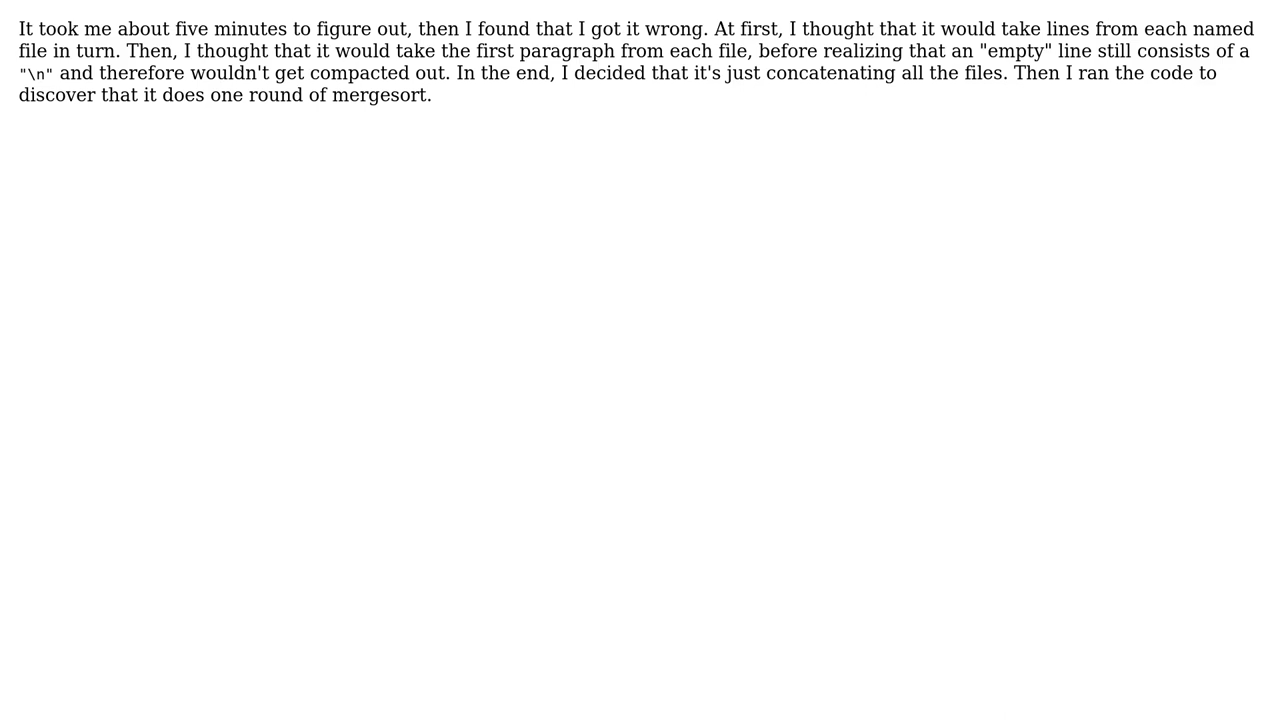 It took me about five minutes to figure out, then I found that I got it wrong. At first, I thought that it would take lines from each named
file in turn. Then, I thought that it would take the first paragraph from each file, before realizing that an "empty" line still consists of a
"\n" and therefore wouldn't get compacted out. In the end, I decided that it's just concatenating all the files. Then I ran the code to
discover that it does one round of mergesort.